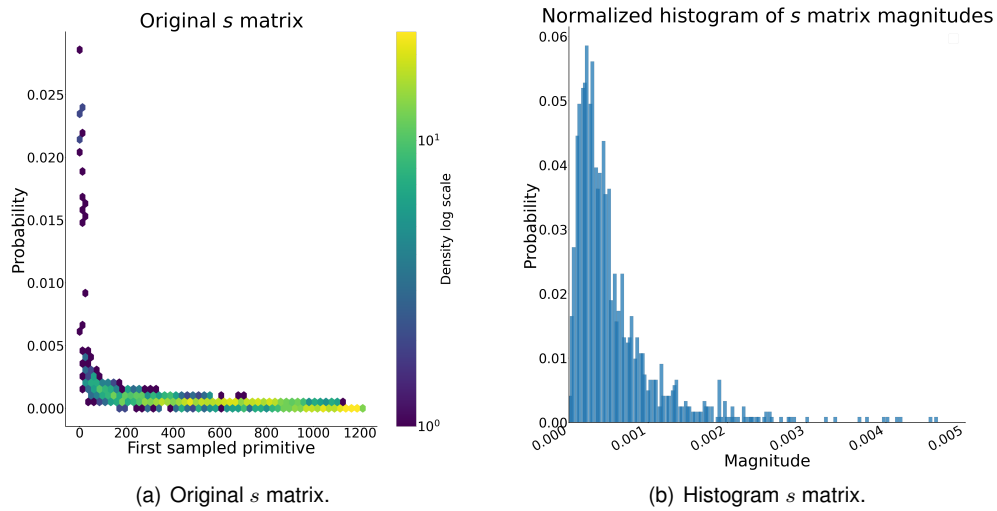 Original s matrix
Probability
0.025
0.020
0.015
0.010
0.005
0.000
0 200 400 600 800 1000 1200
First sampled primitive
10¹
10⁰
Density log scale
(a) Original s matrix.
Normalized histogram of s matrix magnitudes
Probability
0.06
0.05
0.04
0.03
0.02
0.01
0.00
0.000 0.001 0.002 0.003 0.004 0.005
Magnitude
(b) Histogram s matrix.